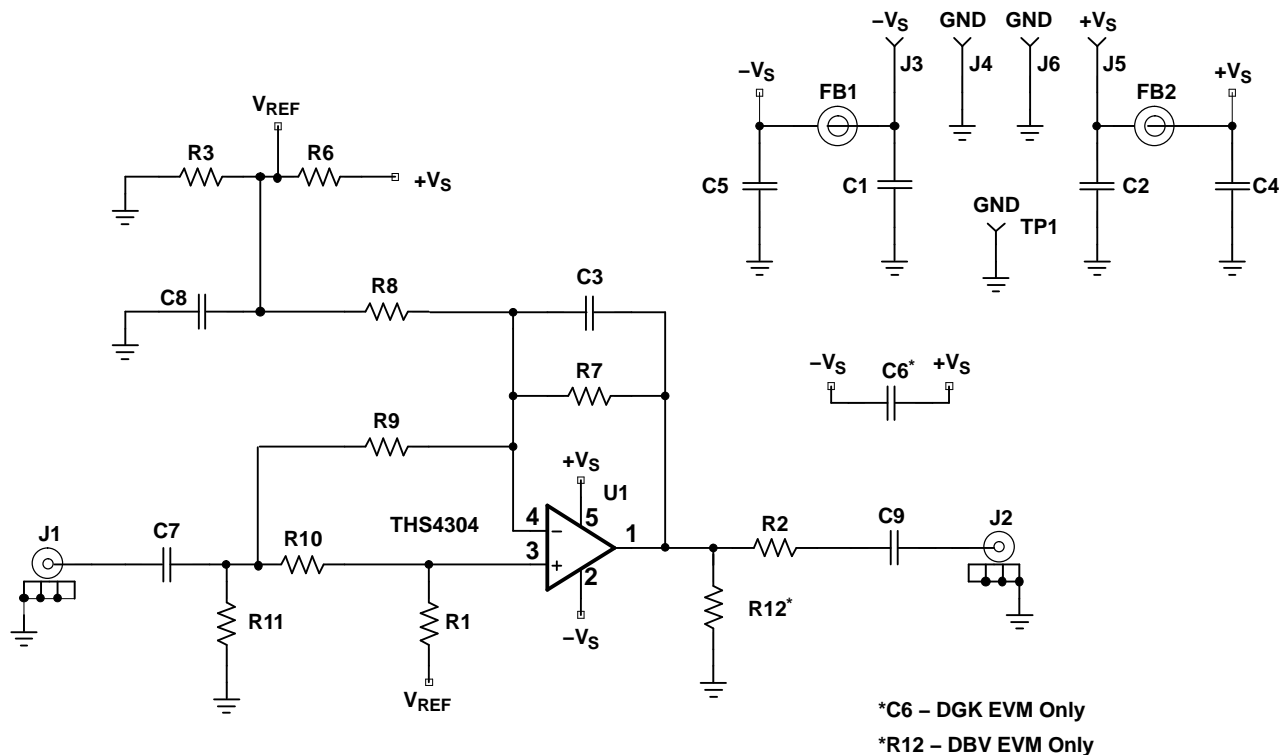 −VS GND GND +VS
J3 J4 J6 J5
−VS FB1 FB2 +VS
VREF
R3 R6
+VS
C5 C1 C2 C4
GND
TP1
C8 R8 C3
−VS C6* +VS
R7
R9
+VS
U1
THS4304
J1 C7 R10 4 − 5 1 R2 C9 J2
3 + 2
R11 R1 −VS R12*
VREF
*C6 – DGK EVM Only
*R12 – DBV EVM Only